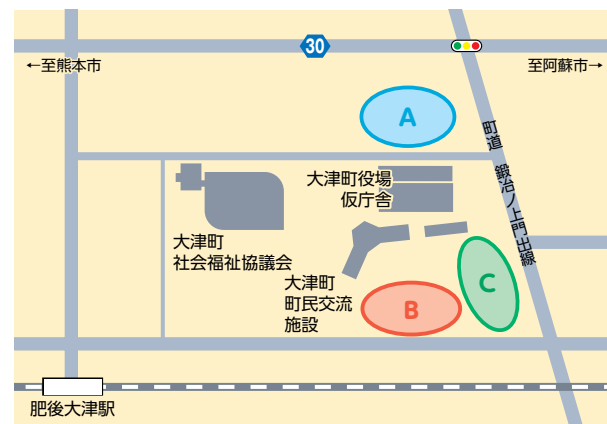 30
←至熊本市
至阿蘇市→
A
町道 鍛冶ノ上門出線
大津町役場
仮庁舎
大津町
社会福祉協議会
大津町
町民交流
施設
C
B
肥後大津駅